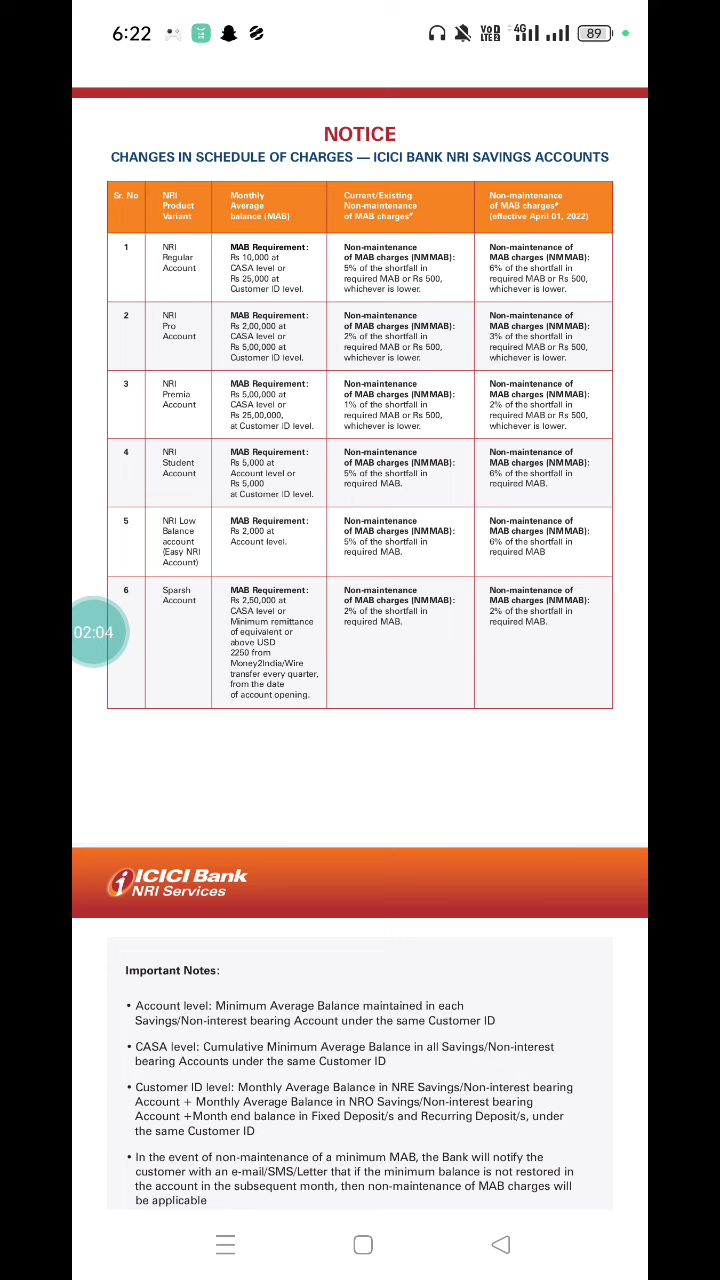 6:22
VoD LTE2 4G 89
NOTICE
CHANGES IN SCHEDULE OF CHARGES — ICICI BANK NRI SAVINGS ACCOUNTS
Sr. No
NRI
Product
Variant
Monthly
Average
balance (MAB)
Current/Existing
Non-maintenance
of MAB charges#
Non-maintenance
of MAB charges#
(effective April 01, 2022)
1
NRI
Regular
Account
MAB Requirement:
Rs 10,000 at
CASA level or
Rs 25,000 at
Customer ID level.
Non-maintenance
of MAB charges (NMMAB):
5% of the shortfall in
required MAB or Rs 500,
whichever is lower.
Non-maintenance of
MAB charges (NMMAB):
6% of the shortfall in
required MAB or Rs 500,
whichever is lower.
2
NRI
Pro
Account
MAB Requirement:
Rs 2,00,000 at
CASA level or
Rs 5,00,000 at
Customer ID level.
Non-maintenance
of MAB charges (NMMAB):
2% of the shortfall in
required MAB or Rs 500,
whichever is lower.
Non-maintenance of
MAB charges (NMMAB):
3% of the shortfall in
required MAB or Rs 500,
whichever is lower.
3
NRI
Premia
Account
MAB Requirement:
Rs 5,00,000 at
CASA level or
Rs 25,00,000,
at Customer ID level.
Non-maintenance
of MAB charges (NMMAB):
1% of the shortfall in
required MAB or Rs 500,
whichever is lower.
Non-maintenance of
MAB charges (NMMAB):
2% of the shortfall in
required MAB or Rs 500,
whichever is lower.
4
NRI
Student
Account
MAB Requirement:
Rs 5,000 at
Account level or
Rs 5,000
at Customer ID level.
Non-maintenance
of MAB charges (NMMAB):
5% of the shortfall in
required MAB.
Non-maintenance of
MAB charges (NMMAB):
6% of the shortfall in
required MAB.
5
NRI Low
Balance
account
(Easy NRI
Account)
MAB Requirement:
Rs 2,000 at
Account level.
Non-maintenance
of MAB charges (NMMAB):
5% of the shortfall in
required MAB.
Non-maintenance of
MAB charges (NMMAB):
6% of the shortfall in
required MAB
6
Sparsh
Account
MAB Requirement:
Rs 2,50,000 at
CASA level or
Minimum remittance
of equivalent or
above USD
2250 from
Money2India/Wire
transfer every quarter,
from the date
of account opening.
Non-maintenance
of MAB charges (NMMAB):
2% of the shortfall in
required MAB.
Non-maintenance of
MAB charges (NMMAB):
2% of the shortfall in
required MAB.
02:04
ICICI Bank
NRI Services
Important Notes:
• Account level: Minimum Average Balance maintained in each
Savings/Non-interest bearing Account under the same Customer ID
• CASA level: Cumulative Minimum Average Balance in all Savings/Non-interest
bearing Accounts under the same Customer ID
• Customer ID level: Monthly Average Balance in NRE Savings/Non-interest bearing
Account + Monthly Average Balance in NRO Savings/Non-interest bearing
Account +Month end balance in Fixed Deposit/s and Recurring Deposit/s, under
the same Customer ID
• In the event of non-maintenance of a minimum MAB, the Bank will notify the
customer with an e-mail/SMS/Letter that if the minimum balance is not restored in
the account in the subsequent month, then non-maintenance of MAB charges will
be applicable